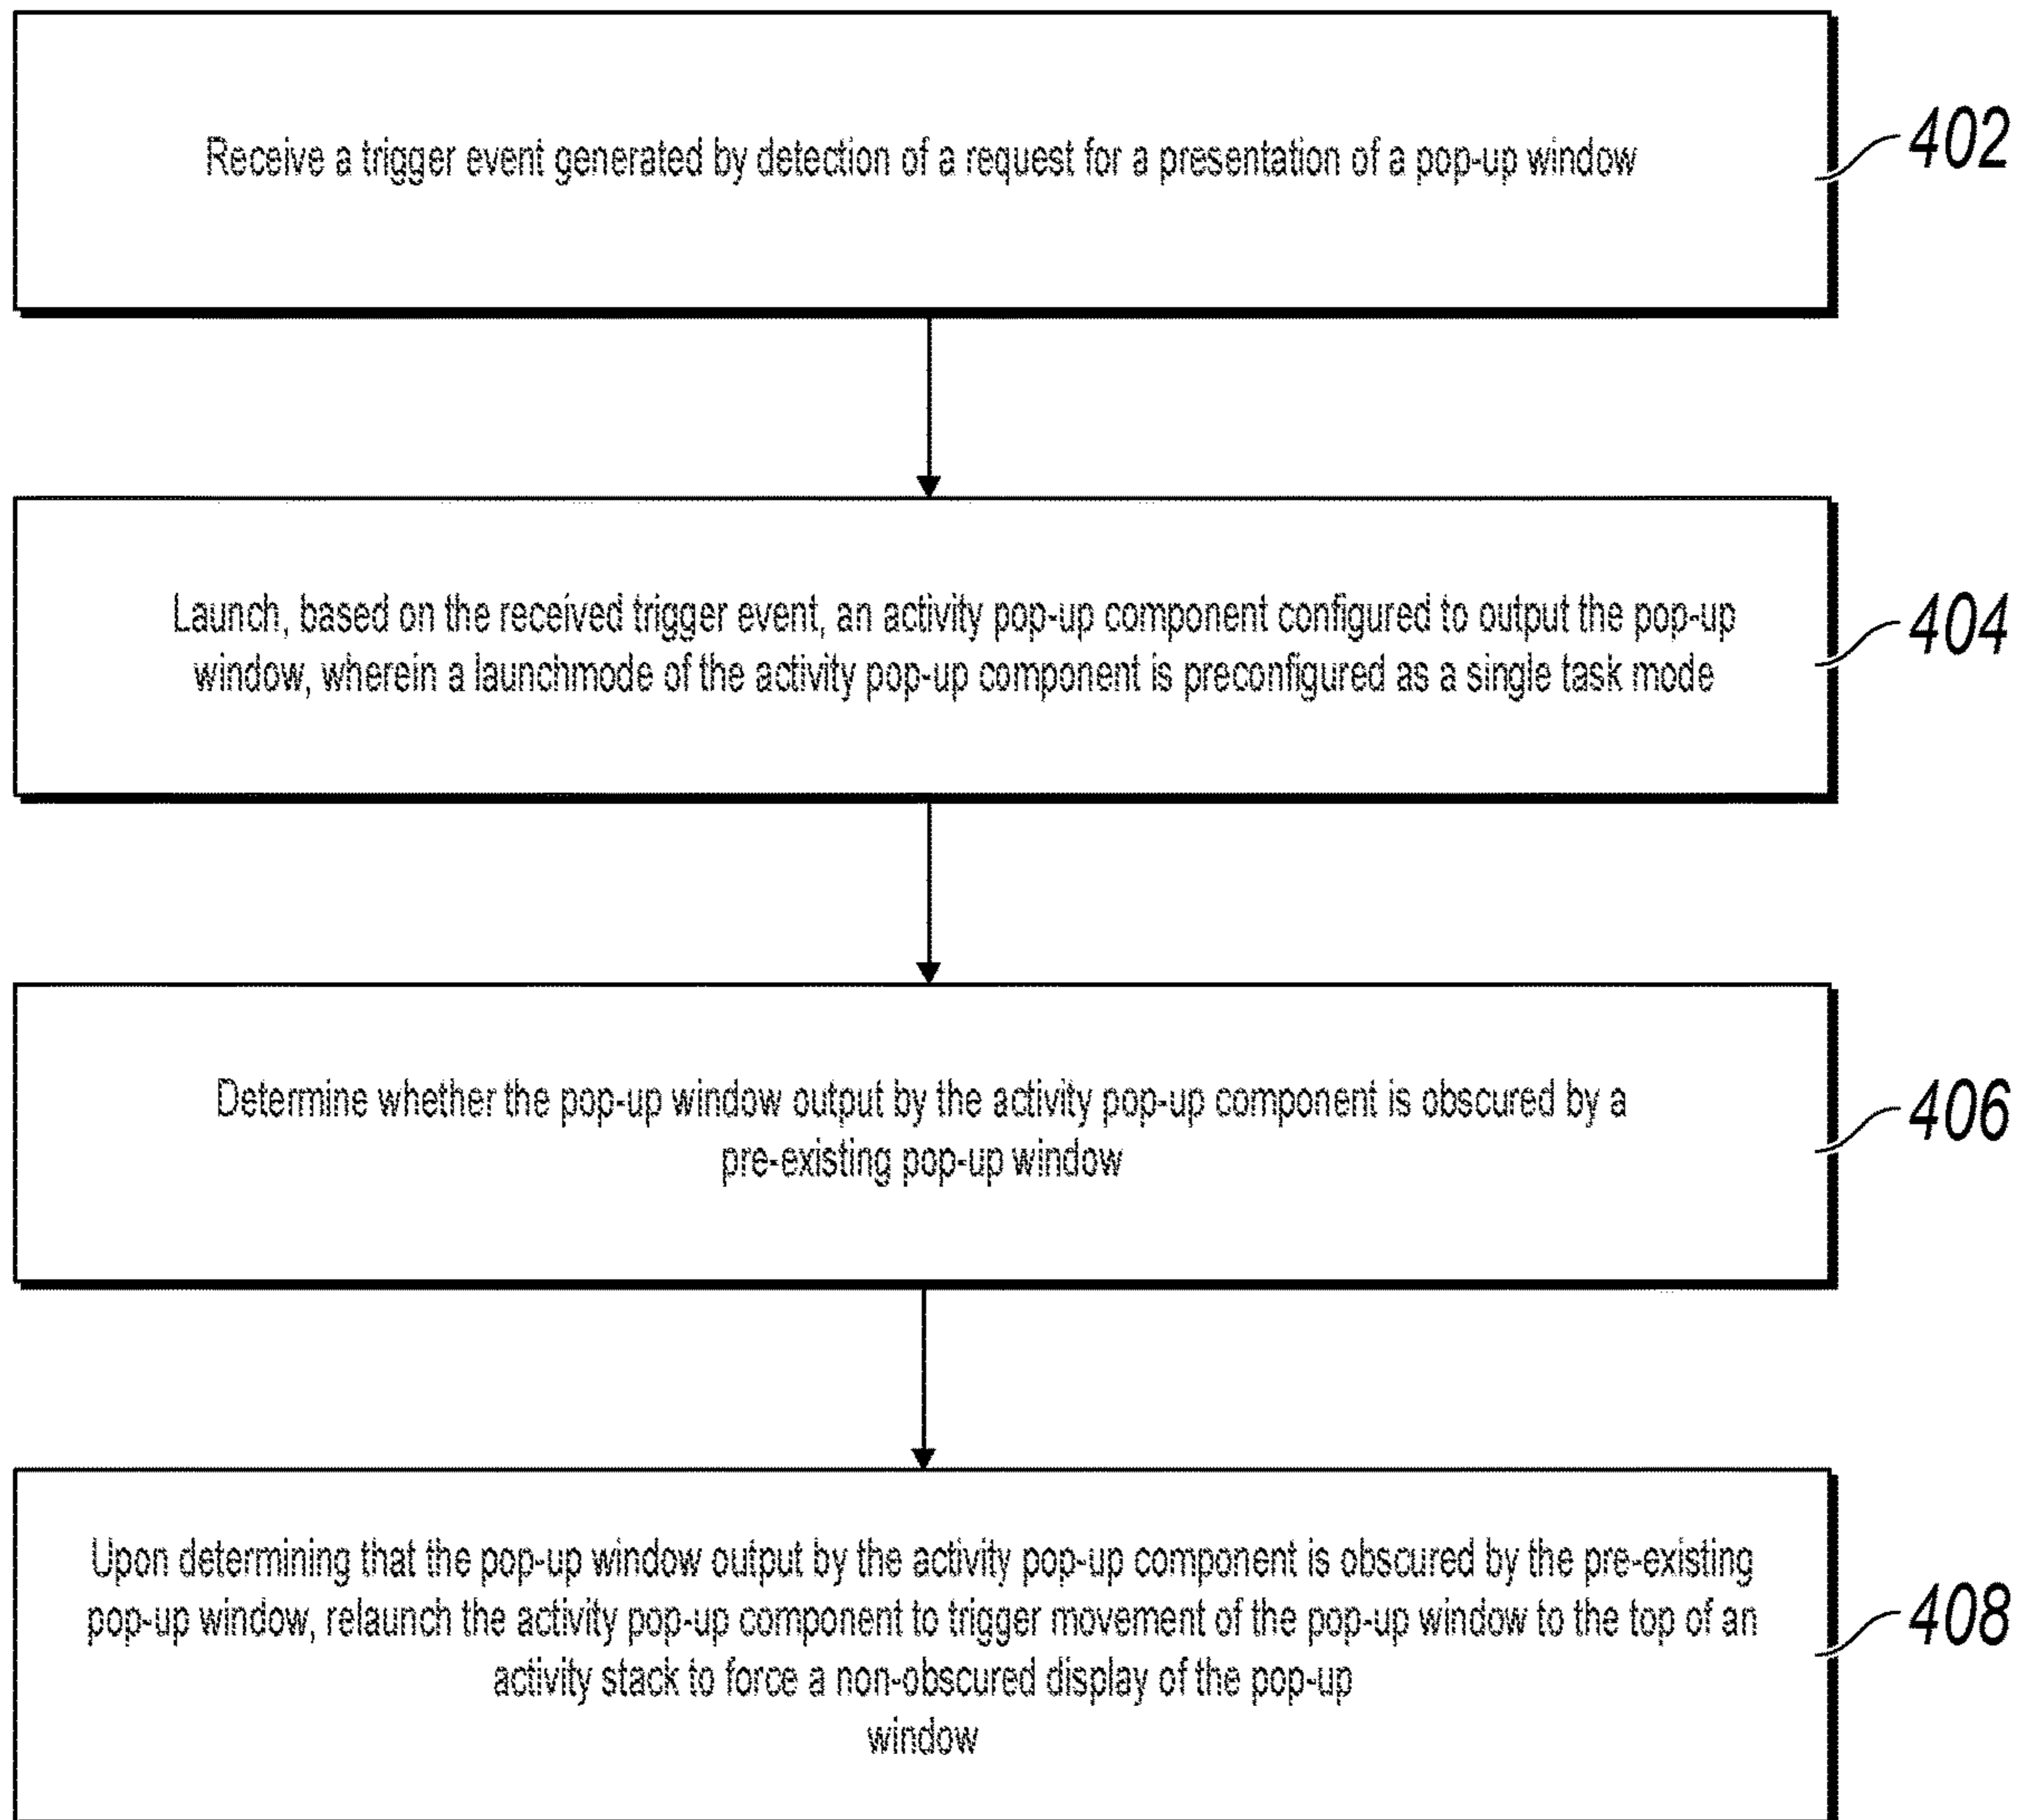 Receive a trigger event generated by detection of a request for a presentation of a pop-up window
402
Launch, based on the received trigger event, an activity pop-up component configured to output the pop-up
window, wherein a launchmode of the activity pop-up component is preconfigured as a single task mode
404
Determine whether the pop-up window output by the activity pop-up component is obscured by a
pre-existing pop-up window
406
Upon determining that the pop-up window output by the activity pop-up component is obscured by the pre-existing
pop-up window, relaunch the activity pop-up component to trigger movement of the pop-up window to the top of an
activity stack to force a non-obscured display of the pop-up
window
408